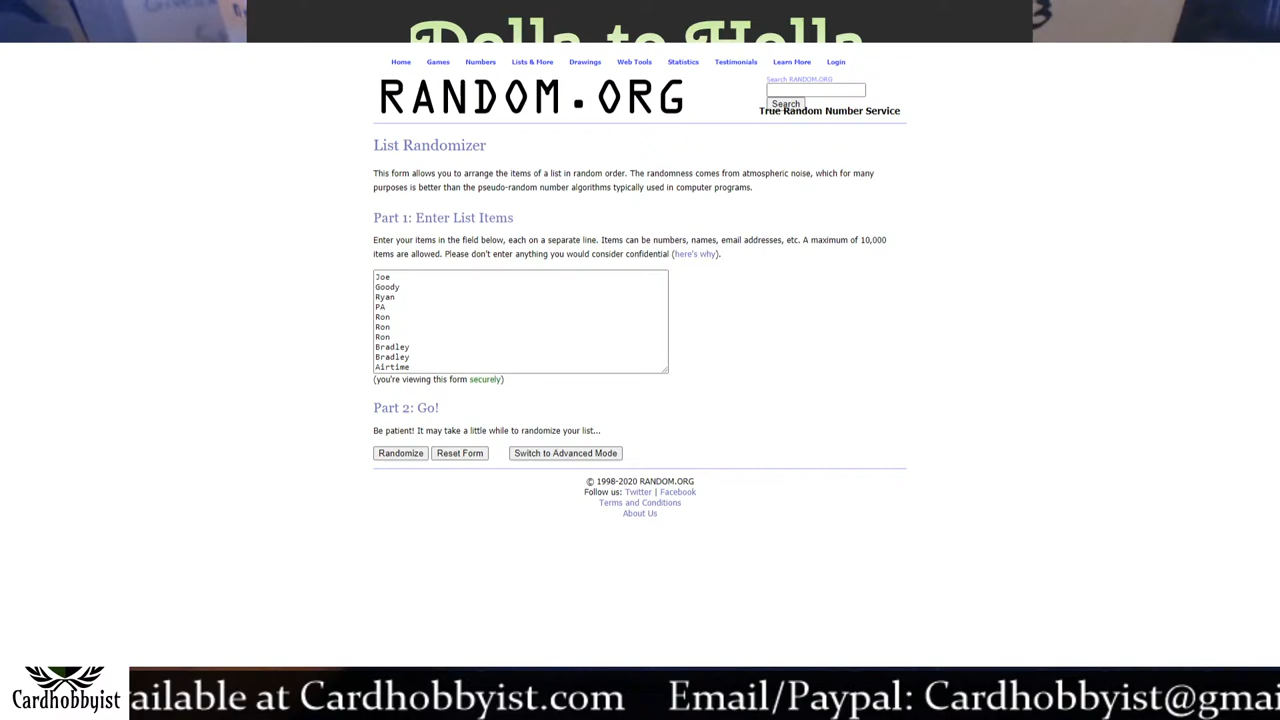 Dolla to Holla
Home Games Numbers Lists & More Drawings Web Tools Statistics Testimonials Learn More Login
RANDOM.ORG
Search RANDOM.ORG
Search
True Random Number Service
List Randomizer
This form allows you to arrange the items of a list in random order. The randomness comes from atmospheric noise, which for many
purposes is better than the pseudo-random number algorithms typically used in computer programs.
Part 1: Enter List Items
Enter your items in the field below, each on a separate line. Items can be numbers, names, email addresses, etc. A maximum of 10,000
items are allowed. Please don't enter anything you would consider confidential (here's why).
Joe
Goody
Ryan
PA
Ron
Ron
Ron
Bradley
Bradley
Airtime
(you're viewing this form securely)
Part 2: Go!
Be patient! It may take a little while to randomize your list...
Randomize Reset Form Switch to Advanced Mode
© 1998-2020 RANDOM.ORG
Follow us: Twitter | Facebook
Terms and Conditions
About Us
Cardhobbyist
ailable at Cardhobbyist.com Email/Paypal: Cardhobbyist@gmai